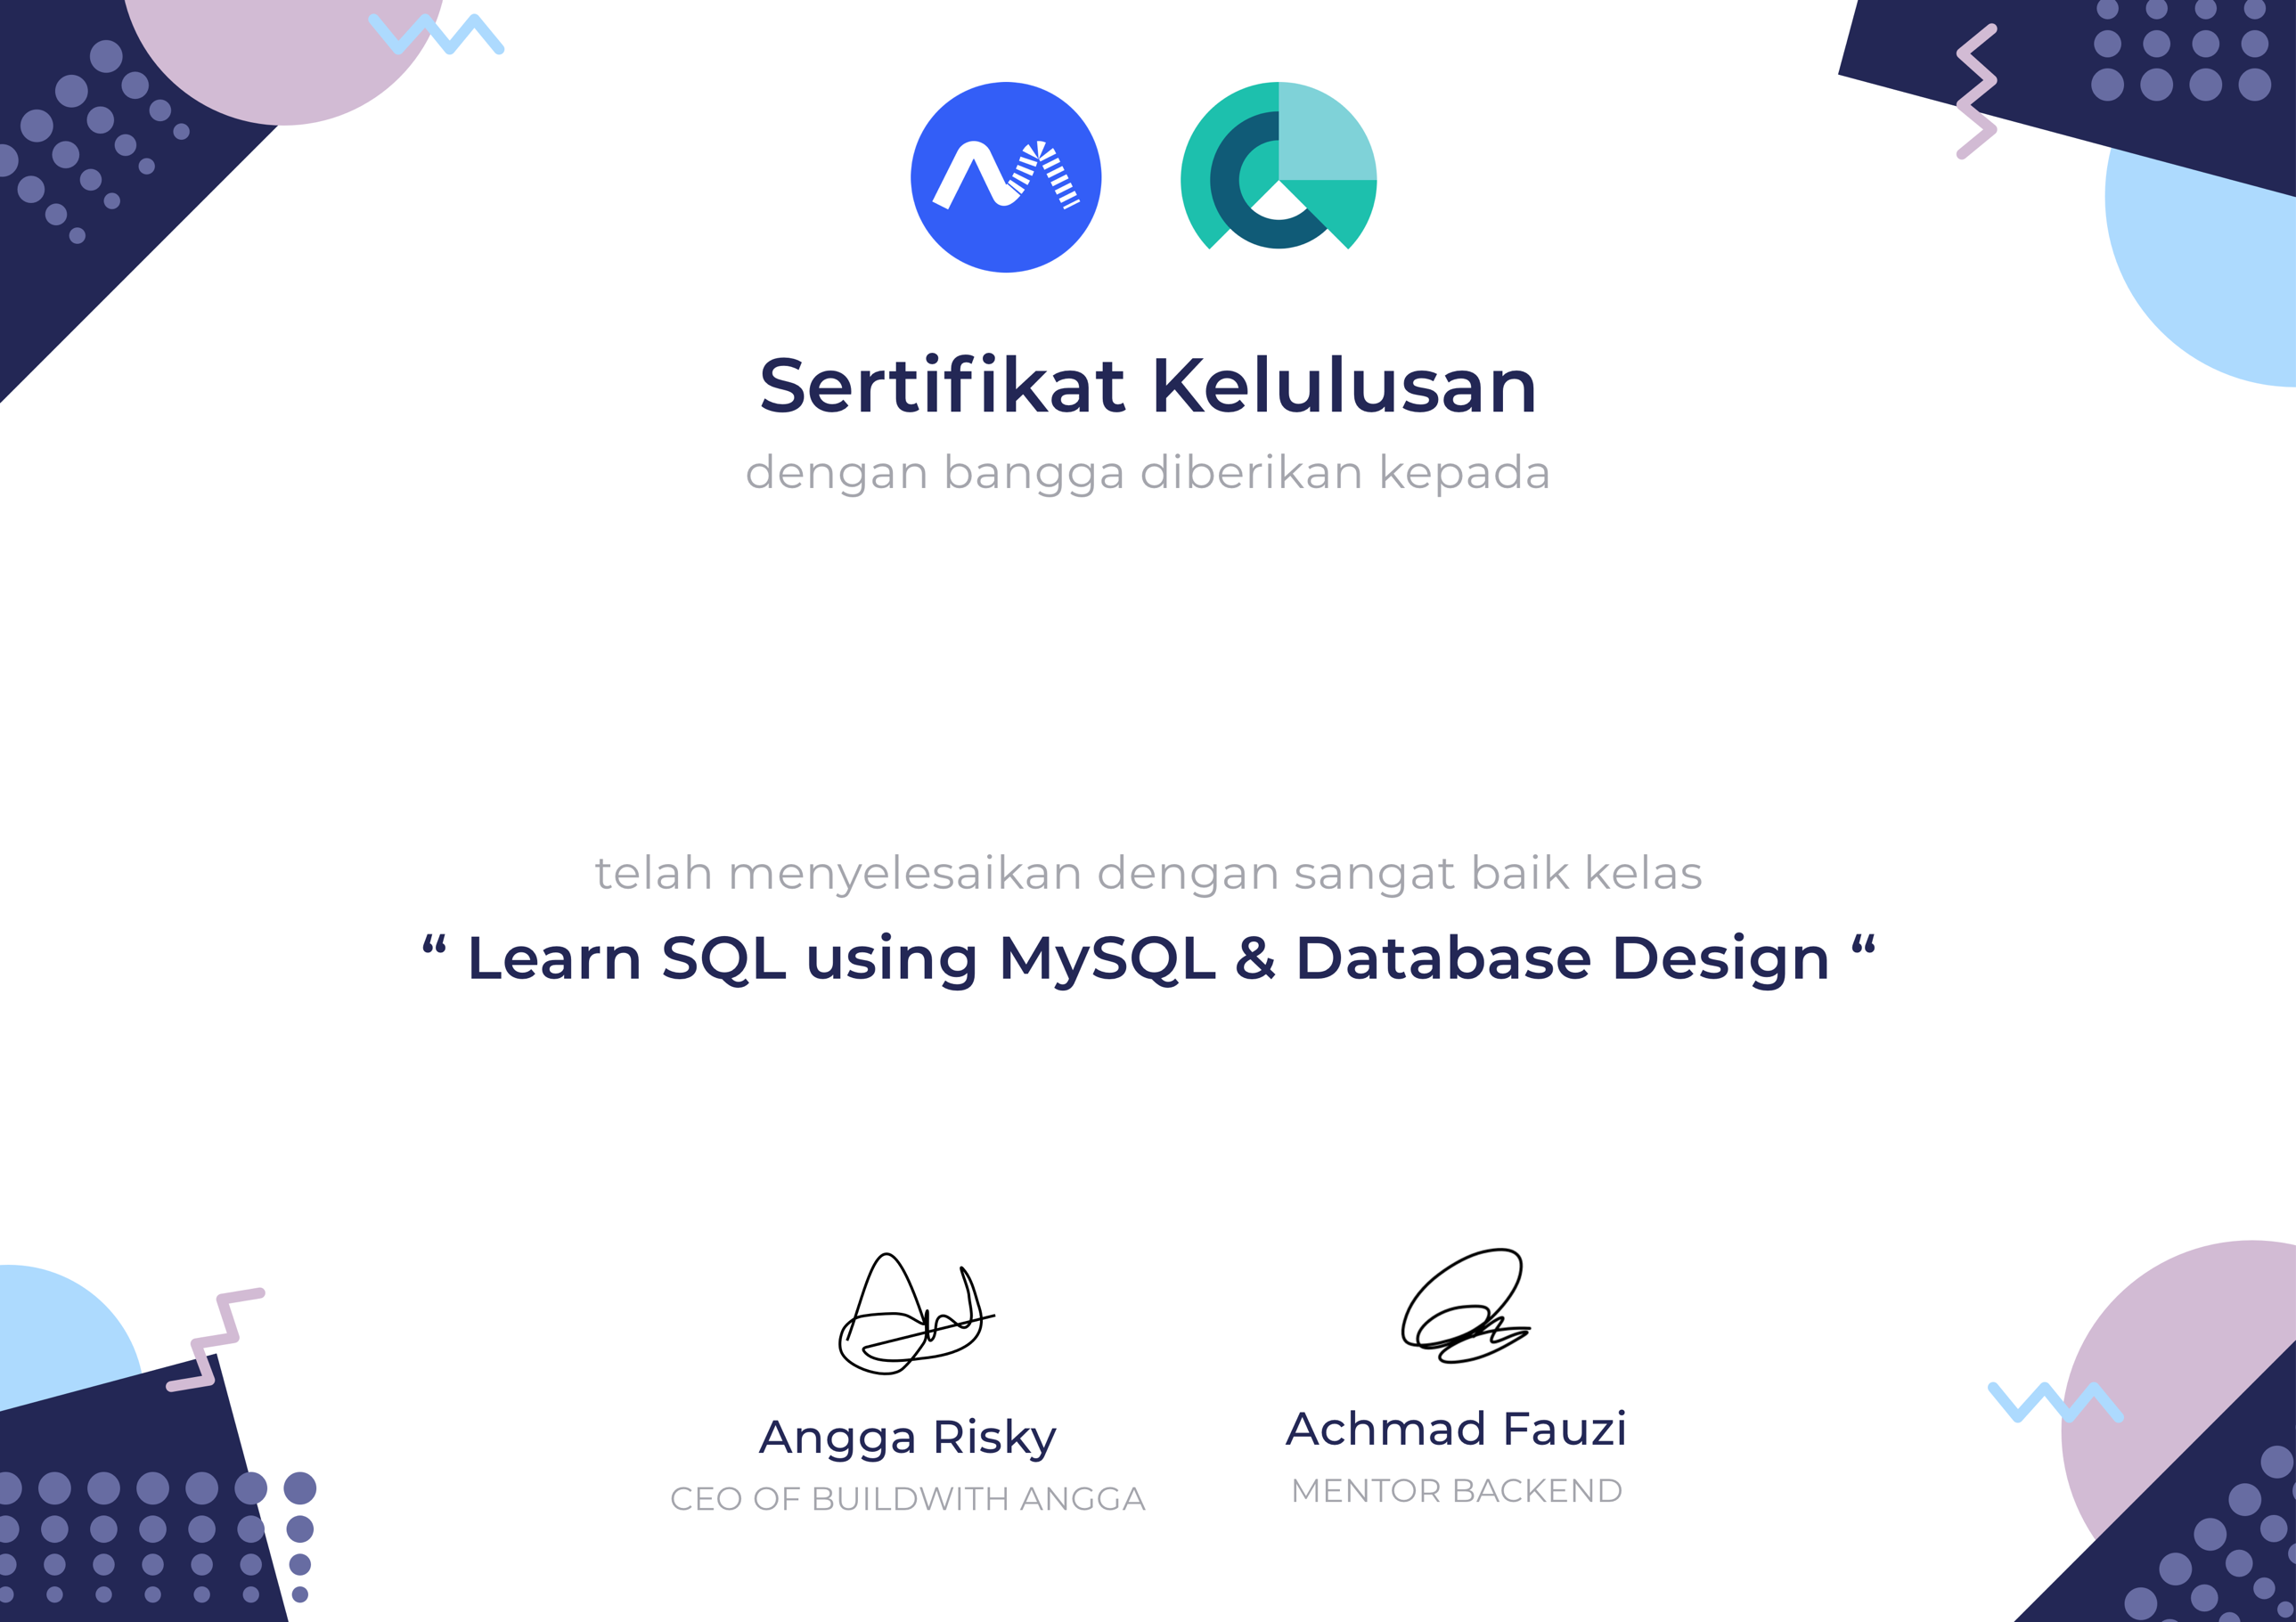 Sertifikat Kelulusan
dengan bangga diberikan kepada
telah menyelesaikan dengan sangat baik kelas
“ Learn SQL using MySQL & Database Design “
Angga Risky
CEO OF BUILDWITH ANGGA
Achmad Fauzi
MENTOR BACKEND